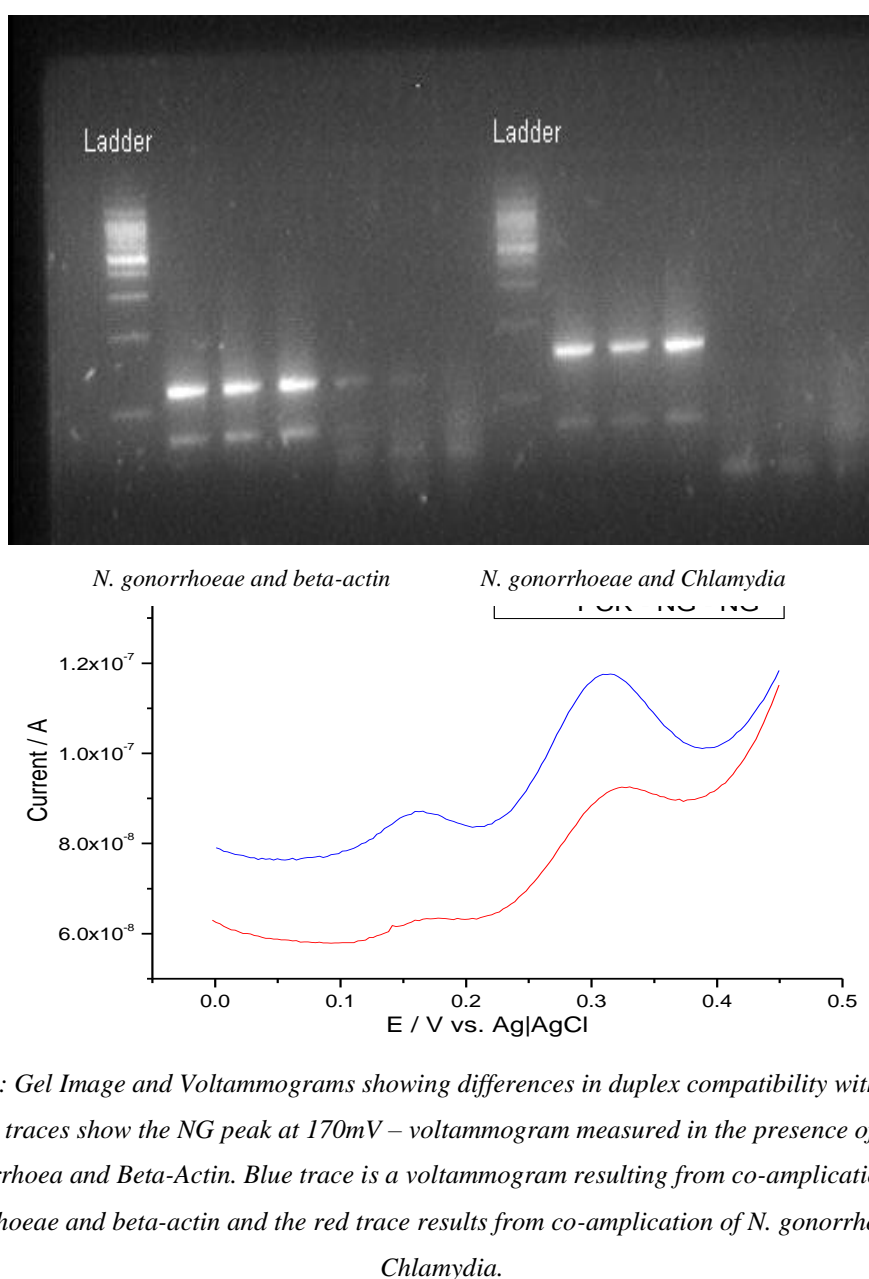 Ladder
Ladder
N. gonorrhoeae and beta-actin
N. gonorrhoeae and Chlamydia
1.2x10⁻⁷
1.0x10⁻⁷
8.0x10⁻⁸
6.0x10⁻⁸
Current / A
0.0 0.1 0.2 0.3 0.4 0.5
E / V vs. Ag|AgCl
: Gel Image and Voltammograms showing differences in duplex compatibility with
traces show the NG peak at 170mV – voltammogram measured in the presence of
rhoea and Beta-Actin. Blue trace is a voltammogram resulting from co-amplicatio
hoeae and beta-actin and the red trace results from co-amplication of N. gonorrho
Chlamydia.